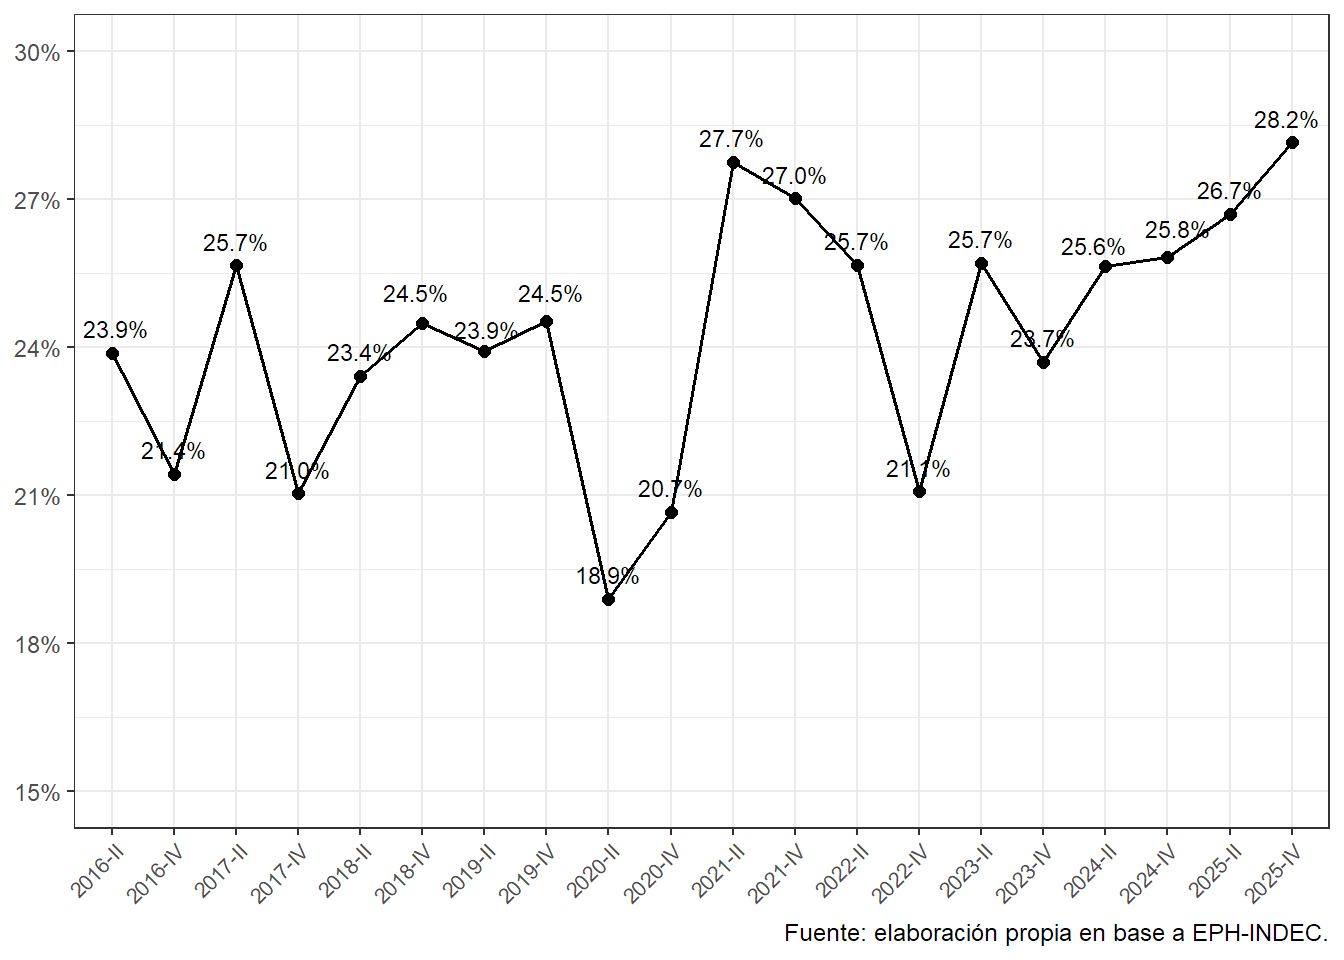 30%
27%
24%
21%
18%
15%
23.9%
21.4%
25.7%
21.0%
23.4%
24.5%
23.9%
24.5%
18.9%
20.7%
27.7%
27.0%
25.7%
21.1%
25.7%
23.7%
25.6%
25.8%
26.7%
28.2%
2016-II
2016-IV
2017-II
2017-IV
2018-II
2018-IV
2019-II
2019-IV
2020-II
2020-IV
2021-II
2021-IV
2022-II
2022-IV
2023-II
2023-IV
2024-II
2024-IV
2025-II
2025-IV
Fuente: elaboración propia en base a EPH-INDEC.